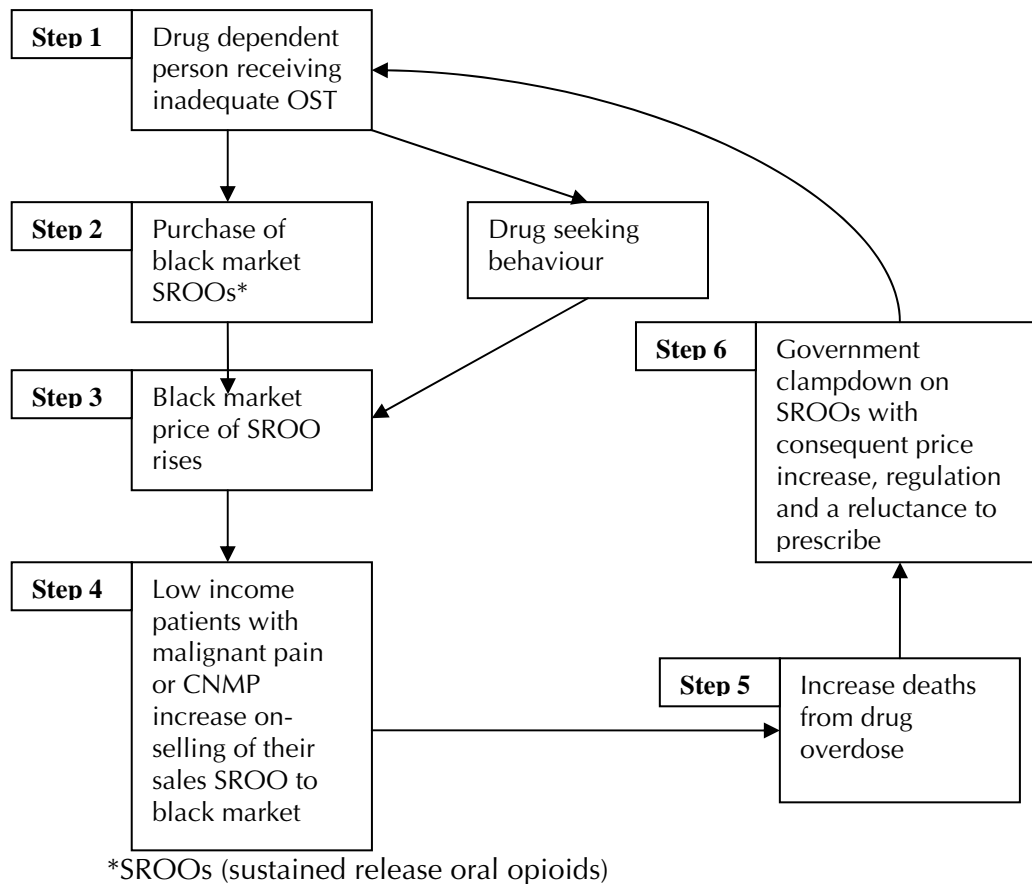 Step 1
Drug dependent
person receiving
inadequate OST
Step 2
Purchase of
black market
SROOs*
Drug seeking
behaviour
Step 3
Black market
price of SROO
rises
Step 4
Low income
patients with
malignant pain
or CNMP
increase on-
selling of their
sales SROO to
black market
Step 5
Increase deaths
from drug
overdose
Step 6
Government
clampdown on
SROOs with
consequent price
increase, regulation
and a reluctance to
prescribe
*SROOs (sustained release oral opioids)